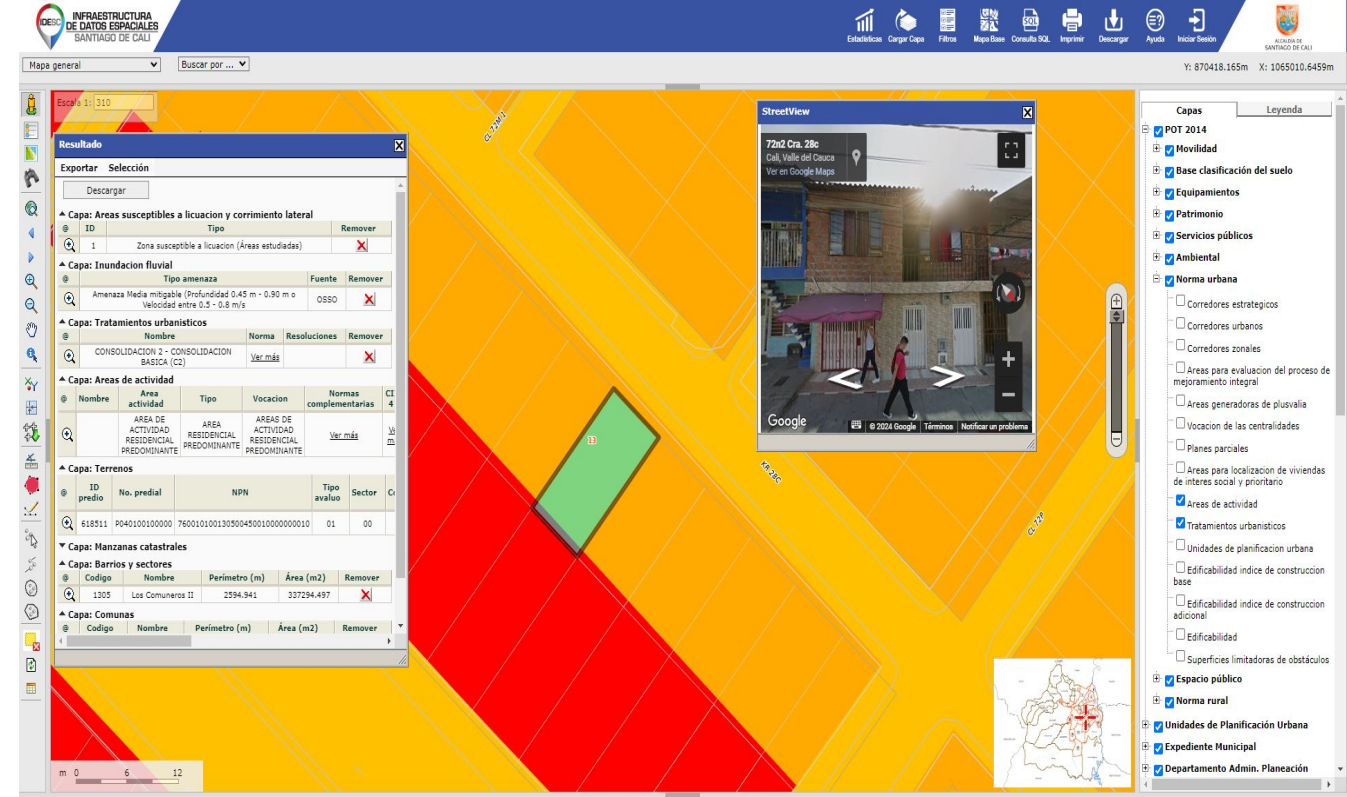 IDESC
INFRAESTRUCTURA
DE DATOS ESPACIALES
SANTIAGO DE CALI
Estadísticas
Cargar Capa
Filtros
Mapa Base
SQL
Consulta SQL
Imprimir
Descargar
Ayuda
Iniciar Sesión
ALCALDÍA DE
SANTIAGO DE CALI
Mapa general
Buscar por ...
Y: 870418.165m X: 1065010.6459m
Escala 1: 310
Resultado
Exportar Selección
Descargar
Capa: Areas susceptibles a licuacion y corrimiento lateral
@ ID Tipo Remover
1 Zona susceptible a licuacion (Áreas estudiadas)
Capa: Inundacion fluvial
@ Tipo amenaza Fuente Remover
Amenaza Media mitigable (Profundidad 0.45 m - 0.90 m o
Velocidad entre 0.5 - 0.8 m/s
OSSO
Capa: Tratamientos urbanisticos
@ Nombre Norma Resoluciones Remover
CONSOLIDACION 2 - CONSOLIDACION
BASICA (C2)
Ver más
Capa: Areas de actividad
@ Nombre
Area
actividad
Tipo
Vocacion
Normas
complementarias
CI
4
AREA DE
ACTIVIDAD
RESIDENCIAL
PREDOMINANTE
AREA
RESIDENCIAL
PREDOMINANTE
AREAS DE
ACTIVIDAD
RESIDENCIAL
PREDOMINANTE
Ver más
Capa: Terrenos
@
ID
predio
No. predial
NPN
Tipo
avaluo
Sector
618511 P040100100000 760010100130500450010000000010 01 00
Capa: Manzanas catastrales
Capa: Barrios y sectores
@ Codigo Nombre Perímetro (m) Área (m2) Remover
1305 Los Comuneros II 2594.941 337294.497
Capa: Comunas
@ Codigo Nombre Perímetro (m) Área (m2) Remover
m 0 6 12
CL 72M 1
13
KR 28C
CL 72P
StreetView
72n2 Cra. 28c
Cali, Valle del Cauca
Ver en Google Maps
Google
© 2024 Google
Términos
Notificar un problema
Capas
Leyenda
POT 2014
Movilidad
Base clasificación del suelo
Equipamientos
Patrimonio
Servicios públicos
Ambiental
Norma urbana
Corredores estrategicos
Corredores urbanos
Corredores zonales
Areas para evaluacion del proceso de
mejoramiento integral
Areas generadoras de plusvalia
Vocacion de las centralidades
Planes parciales
Areas para localizacion de viviendas
de interes social y prioritario
Areas de actividad
Tratamientos urbanisticos
Unidades de planificacion urbana
Edificabilidad indice de construccion
base
Edificabilidad indice de construccion
adicional
Edificabilidad
Superficies limitadoras de obstáculos
Espacio público
Norma rural
Unidades de Planificación Urbana
Expediente Municipal
Departamento Admin. Planeación